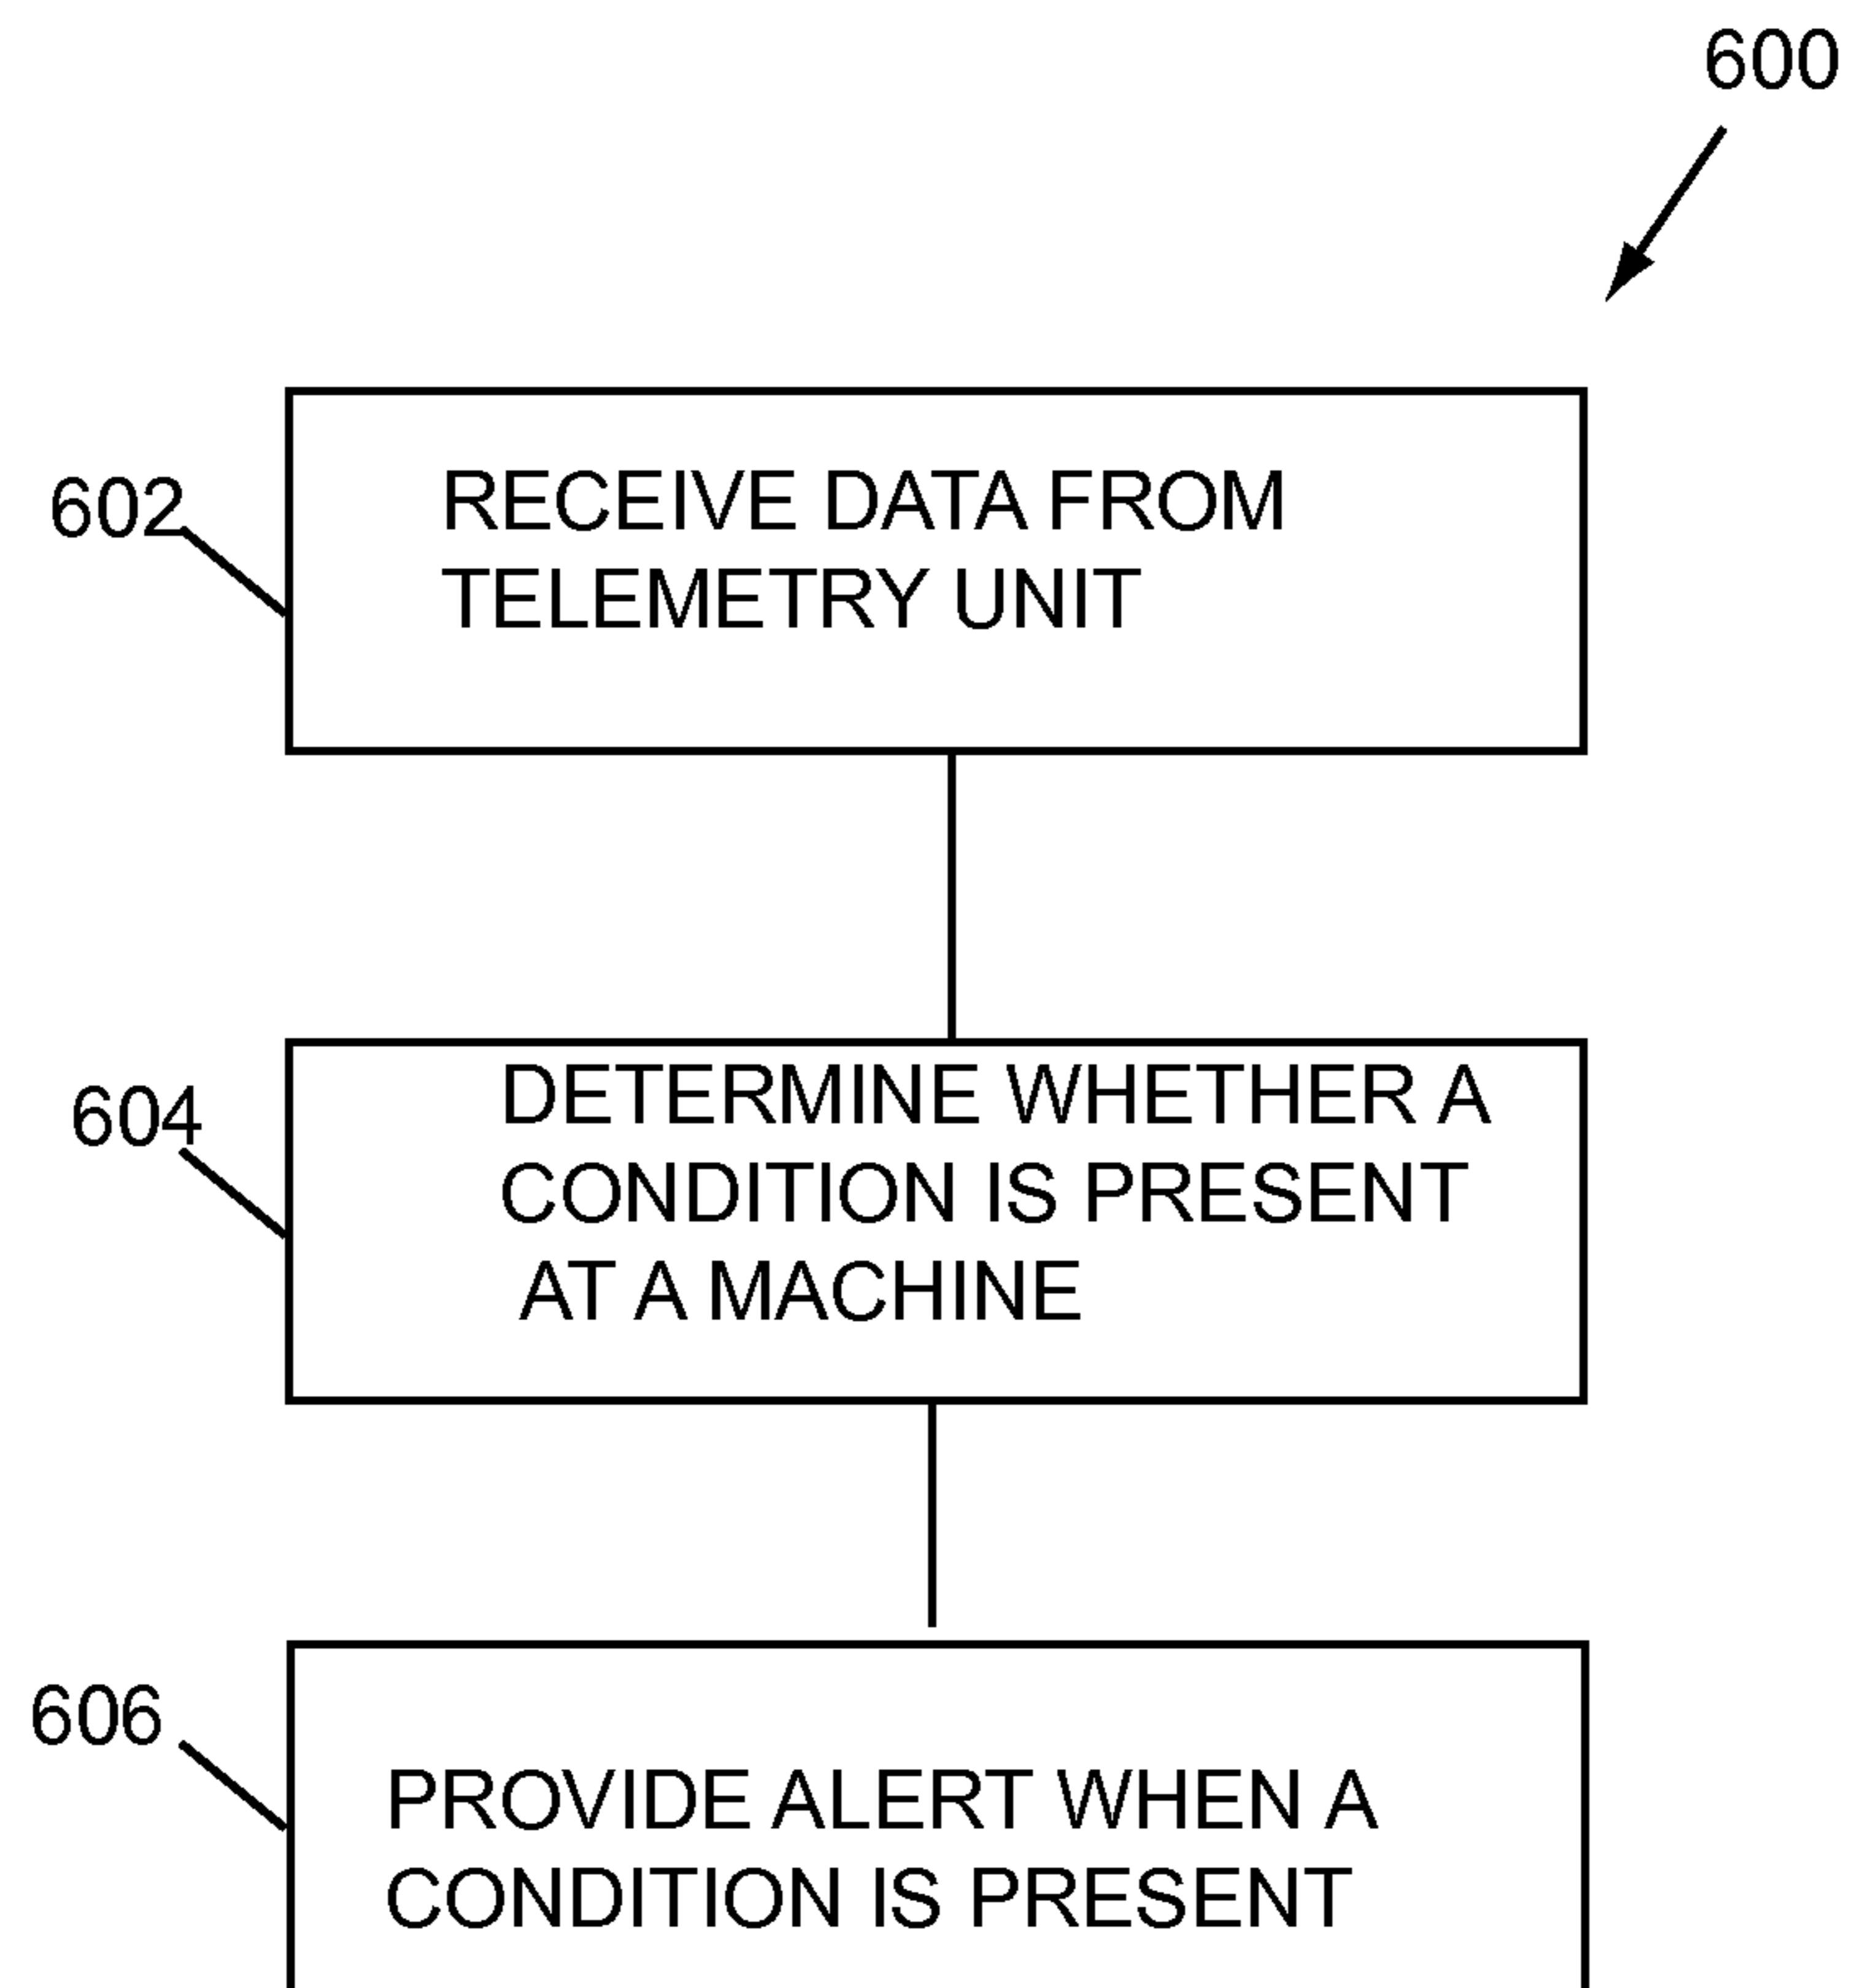 600
602
RECEIVE DATA FROM
TELEMETRY UNIT
604
DETERMINE WHETHER A
CONDITION IS PRESENT
AT A MACHINE
606
PROVIDE ALERT WHEN A
CONDITION IS PRESENT